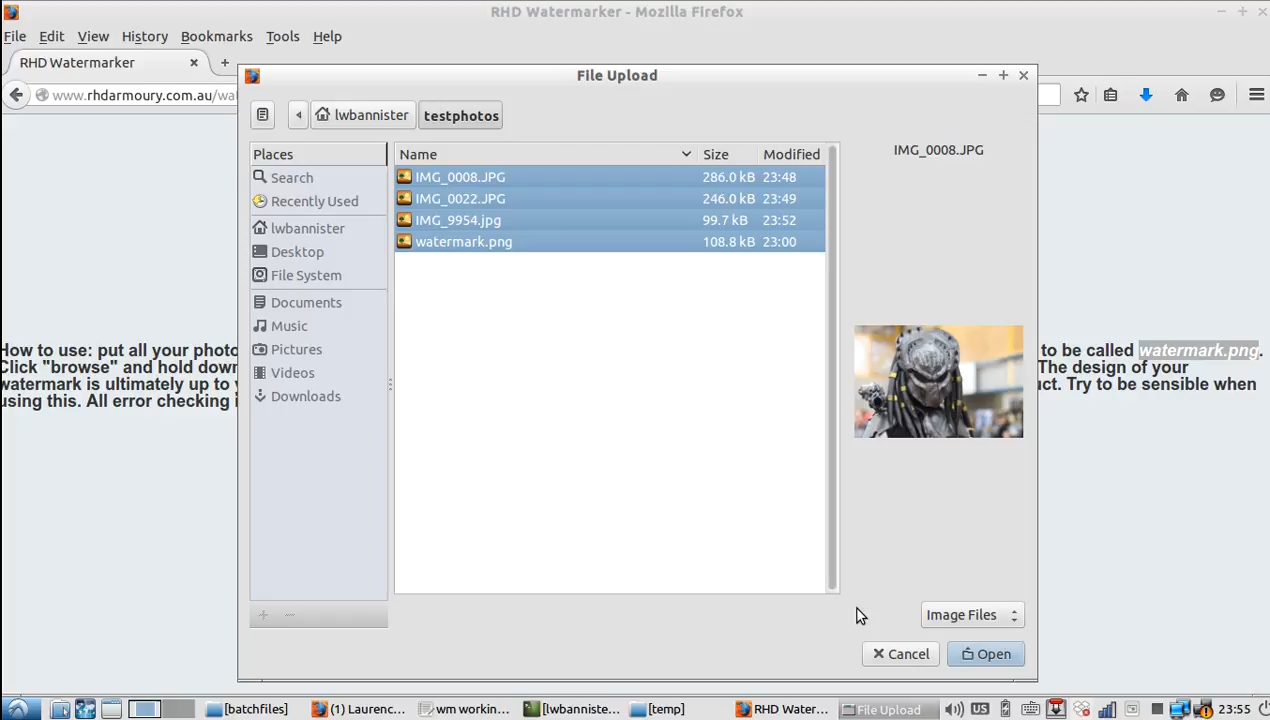 RHD Watermarker - Mozilla Firefox
File Edit View History Bookmarks Tools Help
RHD Watermarker
www.rhdarmoury.com.au/wa
File Upload
lwbannister testphotos
Places Name Size Modified
IMG_0008.JPG
Search IMG_0008.JPG 286.0 kB 23:48
Recently Used IMG_0022.JPG 246.0 kB 23:49
lwbannister IMG_9954.jpg 99.7 kB 23:52
Desktop watermark.png 108.8 kB 23:00
File System
Documents
Music
Pictures
Videos
Downloads
How to use: put all your photo to be called watermark.png.
Click "browse" and hold down The design of your
watermark is ultimately up to uct. Try to be sensible when
using this. All error checking
Image Files
Cancel Open
[batchfiles] (1) Laurenc... wm working... [lwbanniste... [temp] RHD Water... File Upload US 23:55